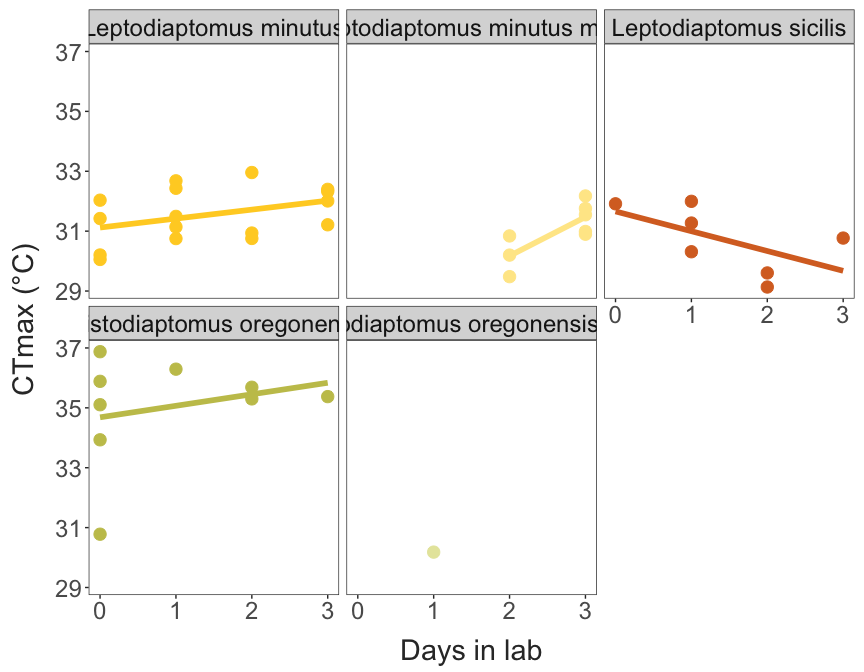 Leptodiaptomus minutus
ptodiaptomus minutus m
Leptodiaptomus sicilis
37
35
33
31
29
0 1 2 3
stodiaptomus oregonen
odiaptomus oregonensis
37
35
33
31
29
0 1 2 3
0 1 2 3
CTmax (°C)
Days in lab